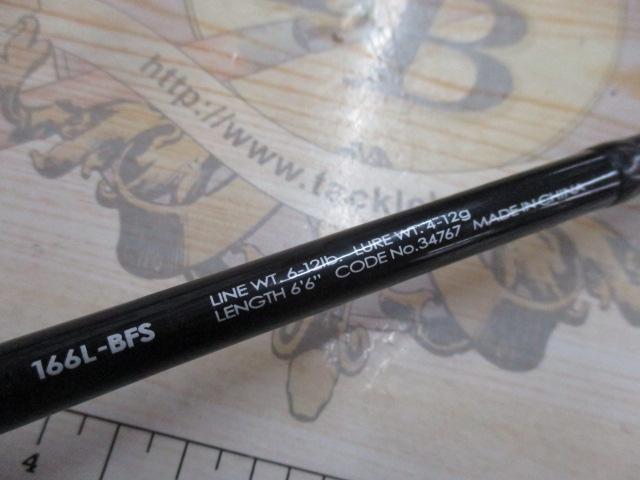 B
http://www.tackle
LINE WT. 6-12lb. LURE WT. 4-12g
LENGTH 6'6" CODE No.34767 MADE IN CHINA
166L-BFS
4